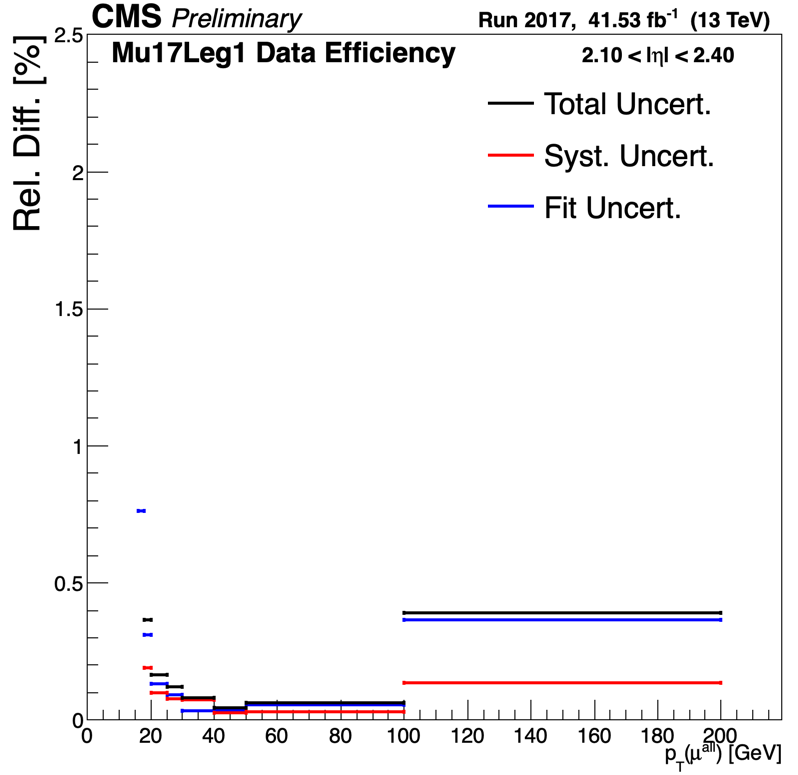 CMS Preliminary
Run 2017, 41.53 fb⁻¹ (13 TeV)
Mu17Leg1 Data Efficiency
2.10 < |η| < 2.40
Total Uncert.
Syst. Uncert.
Fit Uncert.
Rel. Diff. [%]
2.5
2
1.5
1
0.5
0
0 20 40 60 80 100 120 140 160 180 200
p_T(μ^all) [GeV]